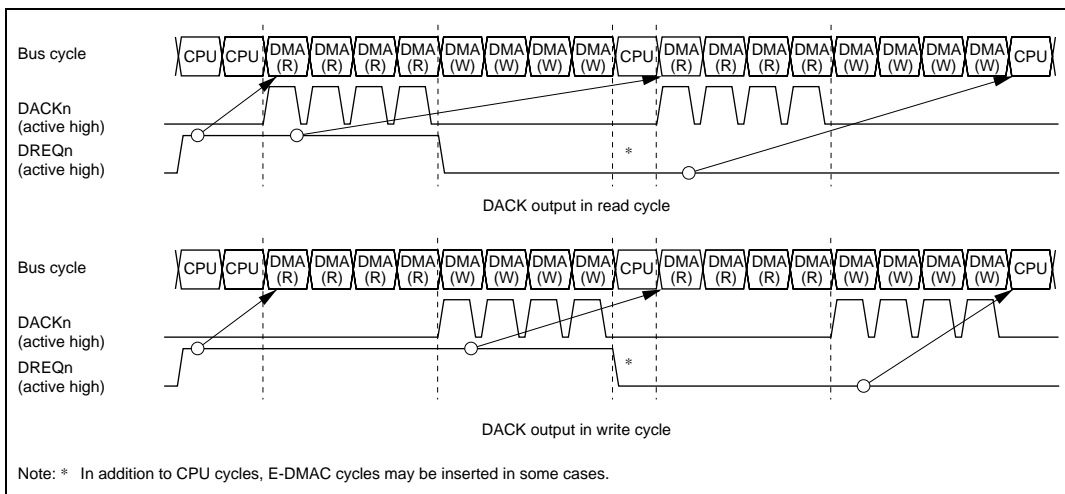 Bus cycle CPU CPU DMA (R) DMA (R) DMA (R) DMA (R) DMA (W) DMA (W) DMA (W) DMA (W) CPU DMA (R) DMA (R) DMA (R) DMA (R) DMA (W) DMA (W) DMA (W) DMA (W) CPU
DACKn
(active high)
DREQn *
(active high)
DACK output in read cycle
Bus cycle CPU CPU DMA (R) DMA (R) DMA (R) DMA (R) DMA (W) DMA (W) DMA (W) DMA (W) CPU DMA (R) DMA (R) DMA (R) DMA (R) DMA (W) DMA (W) DMA (W) DMA (W) CPU
DACKn
(active high)
DREQn *
(active high)
DACK output in write cycle
Note: * In addition to CPU cycles, E-DMAC cycles may be inserted in some cases.